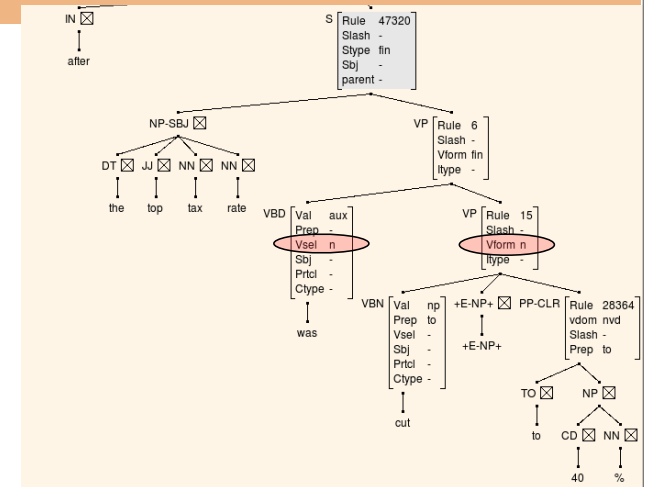 IN
after
S
Rule 47320
Slash -
Stype fin
Sbj -
parent -
NP-SBJ
VP
Rule 6
Slash -
Vform fin
Itype -
DT JJ NN NN
the top tax rate
VBD
Val aux
Prep -
Vsel n
Sbj -
Prtcl -
Ctype -
was
VP
Rule 15
Slash -
Vform n
Itype -
VBN
Val np
Prep to
Vsel -
Sbj -
Prtcl -
Ctype -
cut
+E-NP+
+E-NP+
PP-CLR
Rule 28364
vdom nvd
Slash -
Prep to
TO NP
to
CD NN
40 %